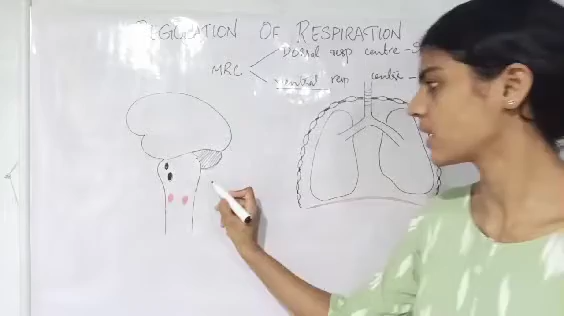 REGULATION OF RESPIRATION
Dorsal resp centre -
MRC
ventral resp centre -